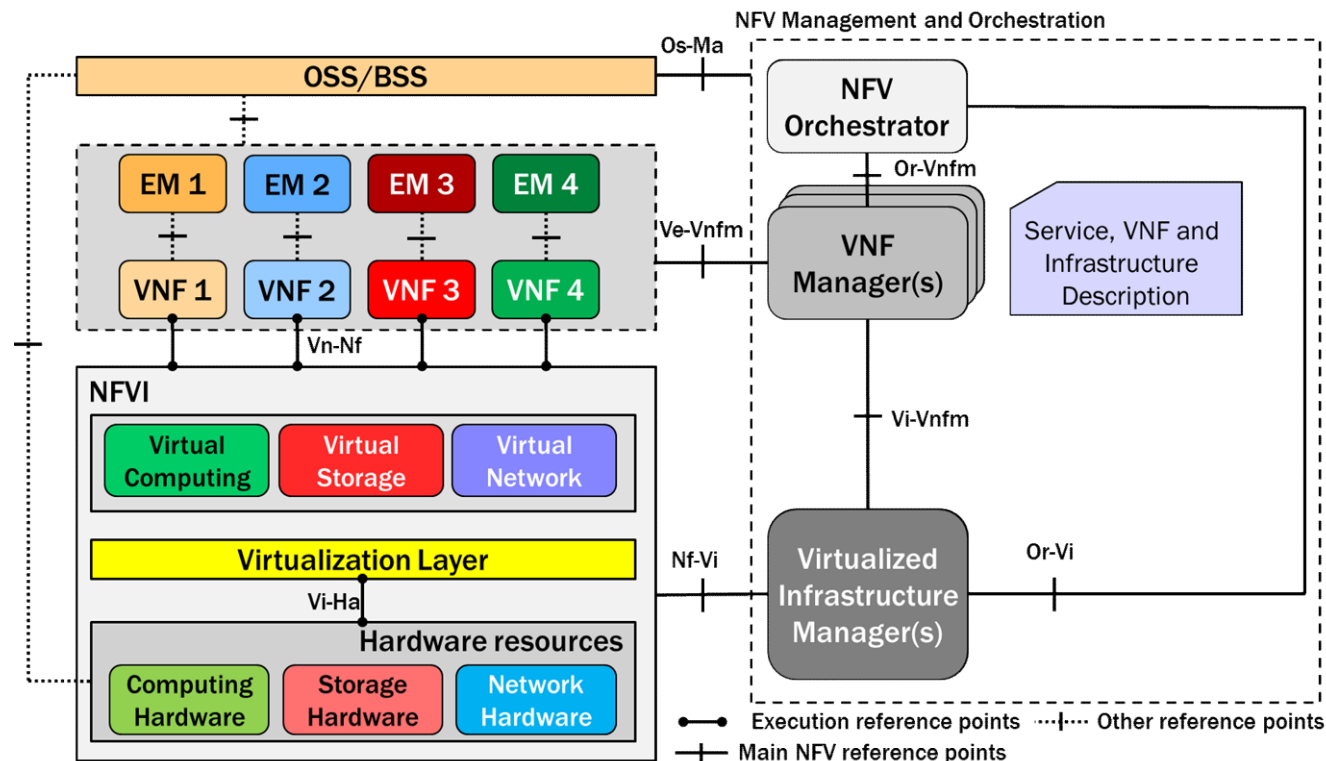 NFV Management and Orchestration
Os-Ma
OSS/BSS
NFV
Orchestrator
Or-Vnfm
EM 1
EM 2
EM 3
EM 4
Ve-Vnfm
VNF
Manager(s)
Service, VNF and
Infrastructure
Description
VNF 1
VNF 2
VNF 3
VNF 4
Vn-Nf
NFVI
Virtual
Computing
Virtual
Storage
Virtual
Network
Vi-Vnfm
Virtualization Layer
Nf-Vi
Virtualized
Infrastructure
Manager(s)
Or-Vi
Vi-Ha
Hardware resources
Computing
Hardware
Storage
Hardware
Network
Hardware
Execution reference points
Other reference points
Main NFV reference points